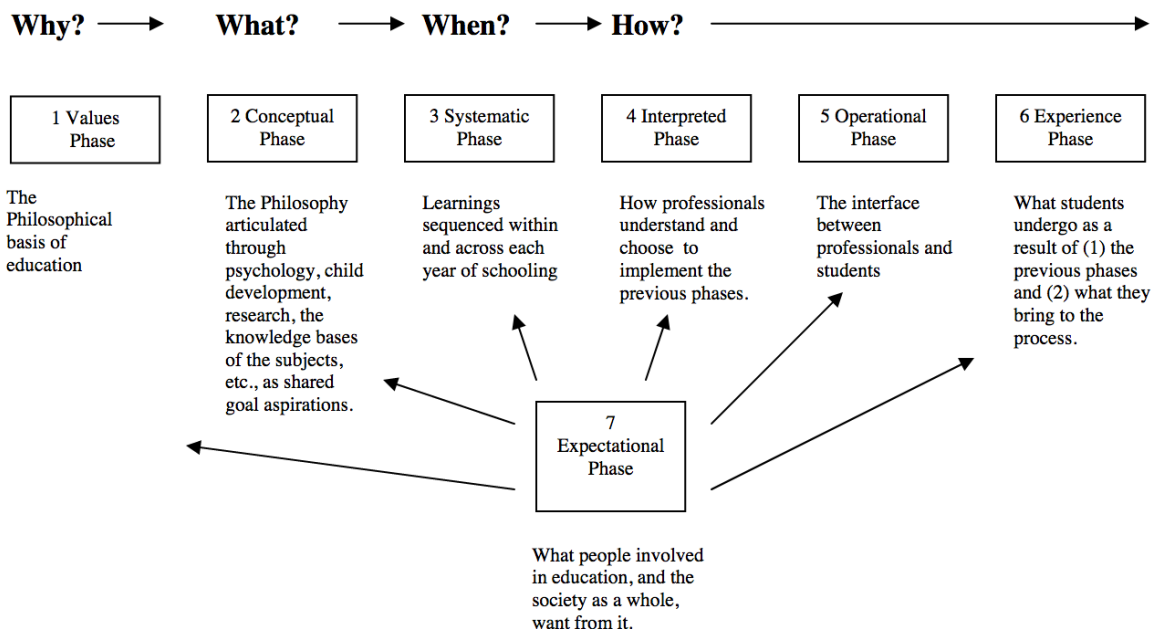 Why?
What?
When?
How?
1 Values
Phase
2 Conceptual
Phase
3 Systematic
Phase
4 Interpreted
Phase
5 Operational
Phase
6 Experience
Phase
The
Philosophical
basis of
education
The Philosophy
articulated
through
psychology, child
development,
research, the
knowledge bases
of the subjects,
etc., as shared
goal aspirations.
Learnings
sequenced within
and across each
year of schooling
How professionals
understand and
choose to
implement the
previous phases.
The interface
between
professionals and
students
What students
undergo as a
result of (1) the
previous phases
and (2) what they
bring to the
process.
7
Expectational
Phase
What people involved
in education, and the
society as a whole,
want from it.